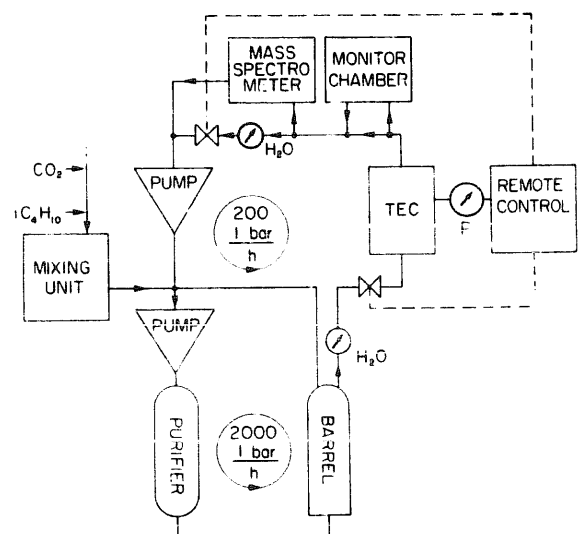 MASS
SPECTRO
METER
MONITOR
CHAMBER
H₂O
CO₂
iC₄H₁₀
PUMP
200
l bar
h
TEC
REMOTE
CONTROL
P
MIXING
UNIT
PUMP
H₂O
PURIFIER
2000
l bar
h
BARREL